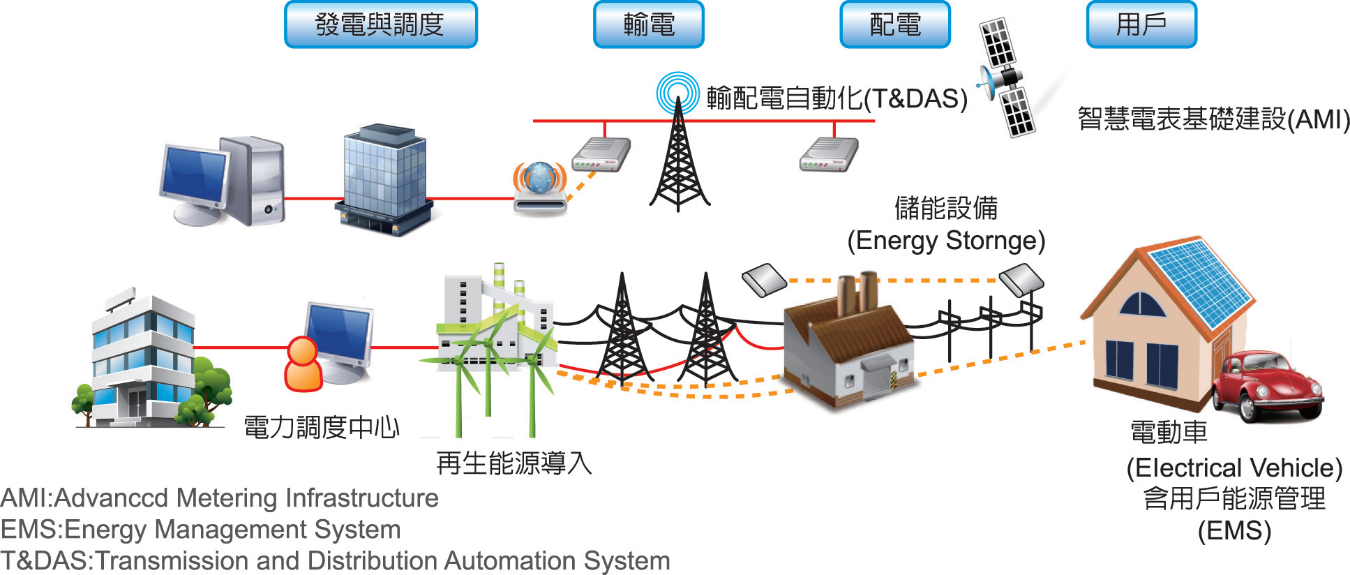 發電與調度
輸電
配電
用戶
輸配電自動化(T&DAS)
智慧電表基礎建設(AMI)
儲能設備
(Energy Stornge)
電力調度中心
再生能源導入
電動車
(Electrical Vehicle)
含用戶能源管理
(EMS)
AMI:Advanccd Metering Infrastructure
EMS:Energy Management System
T&DAS:Transmission and Distribution Automation System